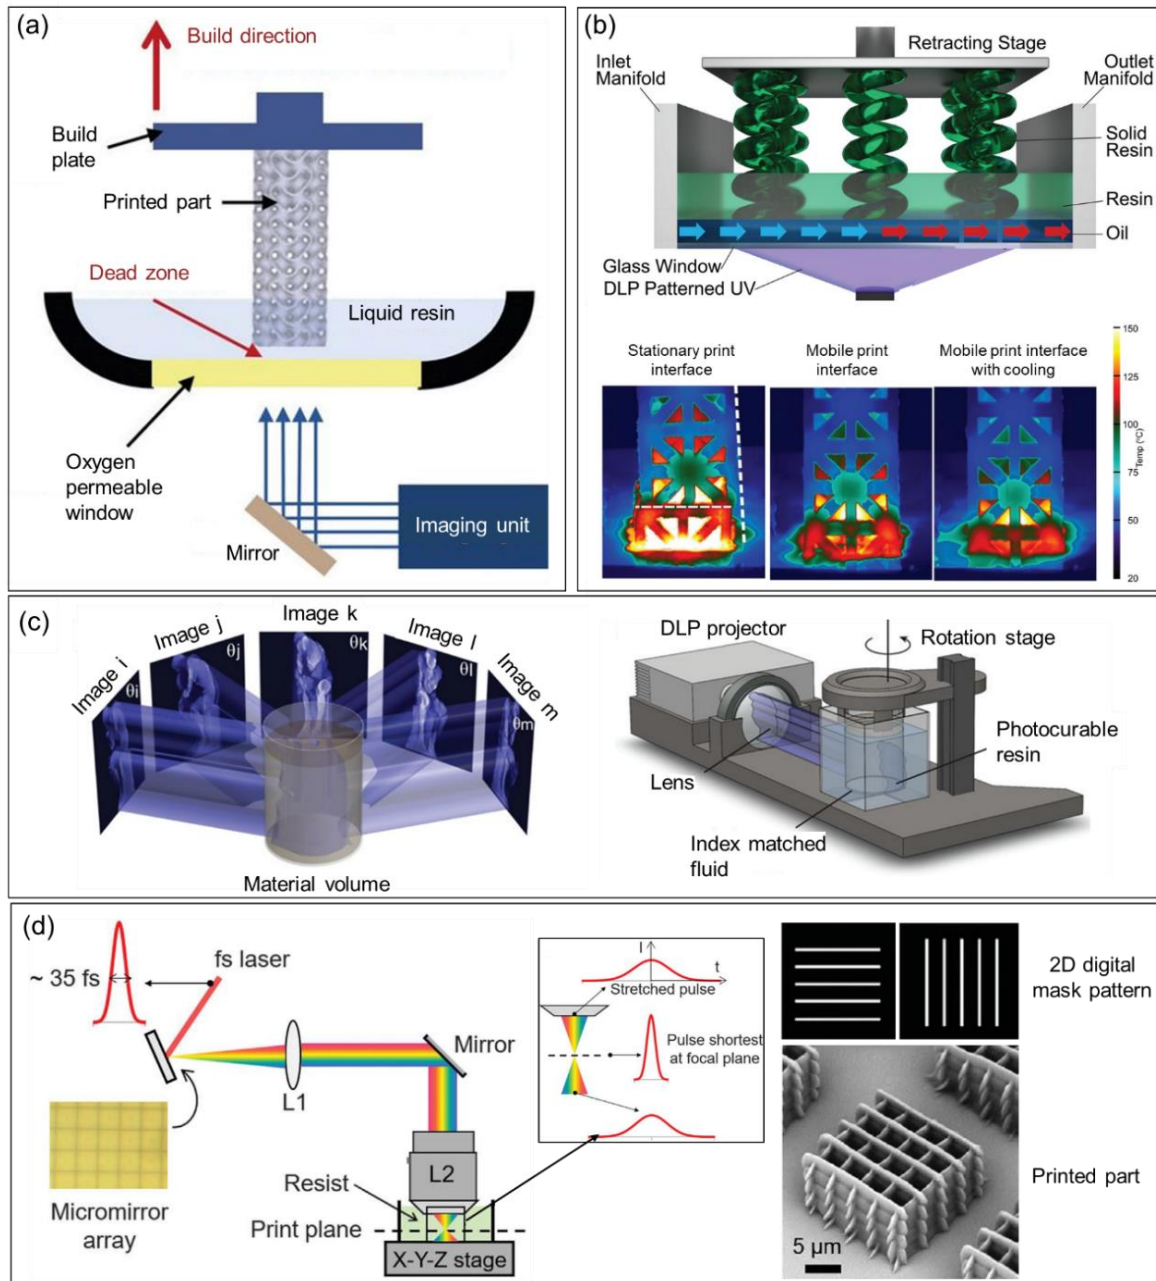 (a)
Build direction
Build
plate
Printed part
Dead zone
Liquid resin
Oxygen
permeable
window
Mirror
Imaging unit
(b)
Retracting Stage
Inlet
Manifold
Outlet
Manifold
Solid
Resin
Resin
Oil
Glass Window
DLP Patterned UV
Stationary print
interface
Mobile print
interface
Mobile print interface
with cooling
150
125
100
75
50
20
Temp (°C)
(c)
Image i
Image j
Image k
Image l
Image m
θi
θj
θk
θl
θm
Material volume
DLP projector
Rotation stage
Photocurable
resin
Lens
Index matched
fluid
(d)
~ 35 fs
fs laser
L1
Mirror
Micromirror
array
L2
Resist
Print plane
X-Y-Z stage
I
t
Stretched pulse
Pulse shortest
at focal plane
2D digital
mask pattern
Printed part
5 µm